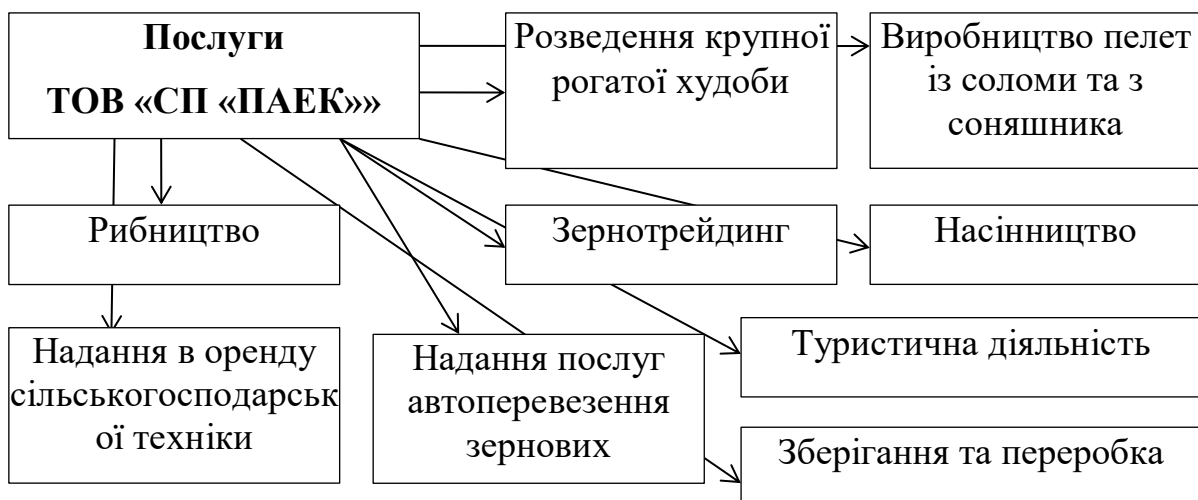 Послуги
ТОВ «СП «ПАЕК»»
Розведення крупної
рогатої худоби
Виробництво пелет
із соломи та з
соняшника
Рибництво
Зернотрейдинг
Насінництво
Надання в оренду
сільськогосподарськ
ої техніки
Надання послуг
автоперевезення
зернових
Туристична діяльність
Зберігання та переробка